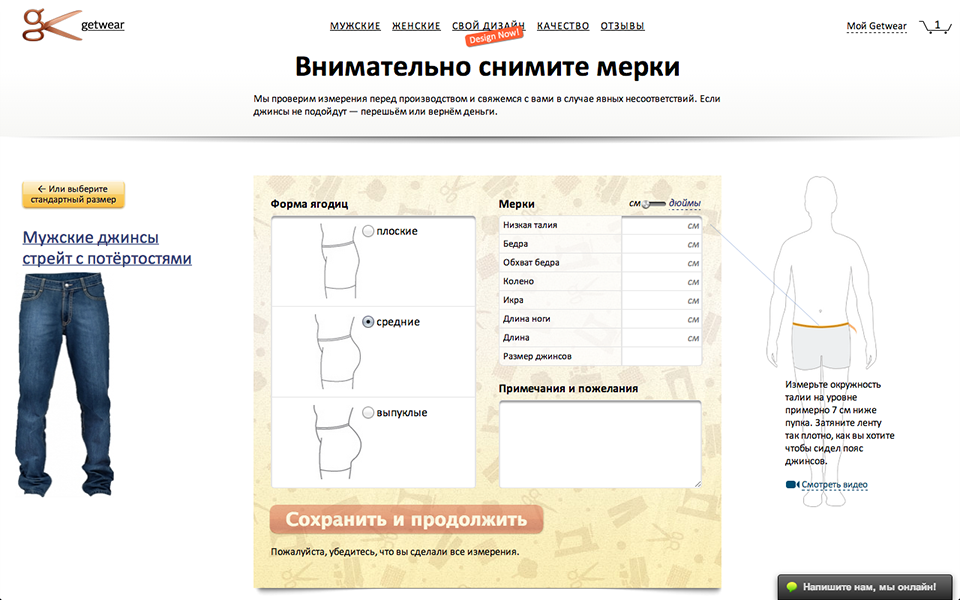 getwear
МУЖСКИЕ ЖЕНСКИЕ СВОЙ ДИЗАЙН КАЧЕСТВО ОТЗЫВЫ
Design Now!
Мой Getwear
1
Внимательно снимите мерки
Мы проверим измерения перед производством и свяжемся с вами в случае явных несоответствий. Если
джинсы не подойдут — перешьём или вернём деньги.
← Или выберите
стандартный размер
Мужские джинсы
стрейт с потёртостями
Форма ягодиц
плоские
средние
выпуклые
Мерки
см дюймы
Низкая талия см
Бедра см
Обхват бедра см
Колено см
Икра см
Длина ноги см
Длина см
Размер джинсов
Примечания и пожелания
Сохранить и продолжить
Пожалуйста, убедитесь, что вы сделали все измерения.
Измерьте окружность
талии на уровне
примерно 7 см ниже
пупка. Затяните ленту
так плотно, как вы хотите
чтобы сидел пояс
джинсов.
Смотреть видео
Напишите нам, мы онлайн!